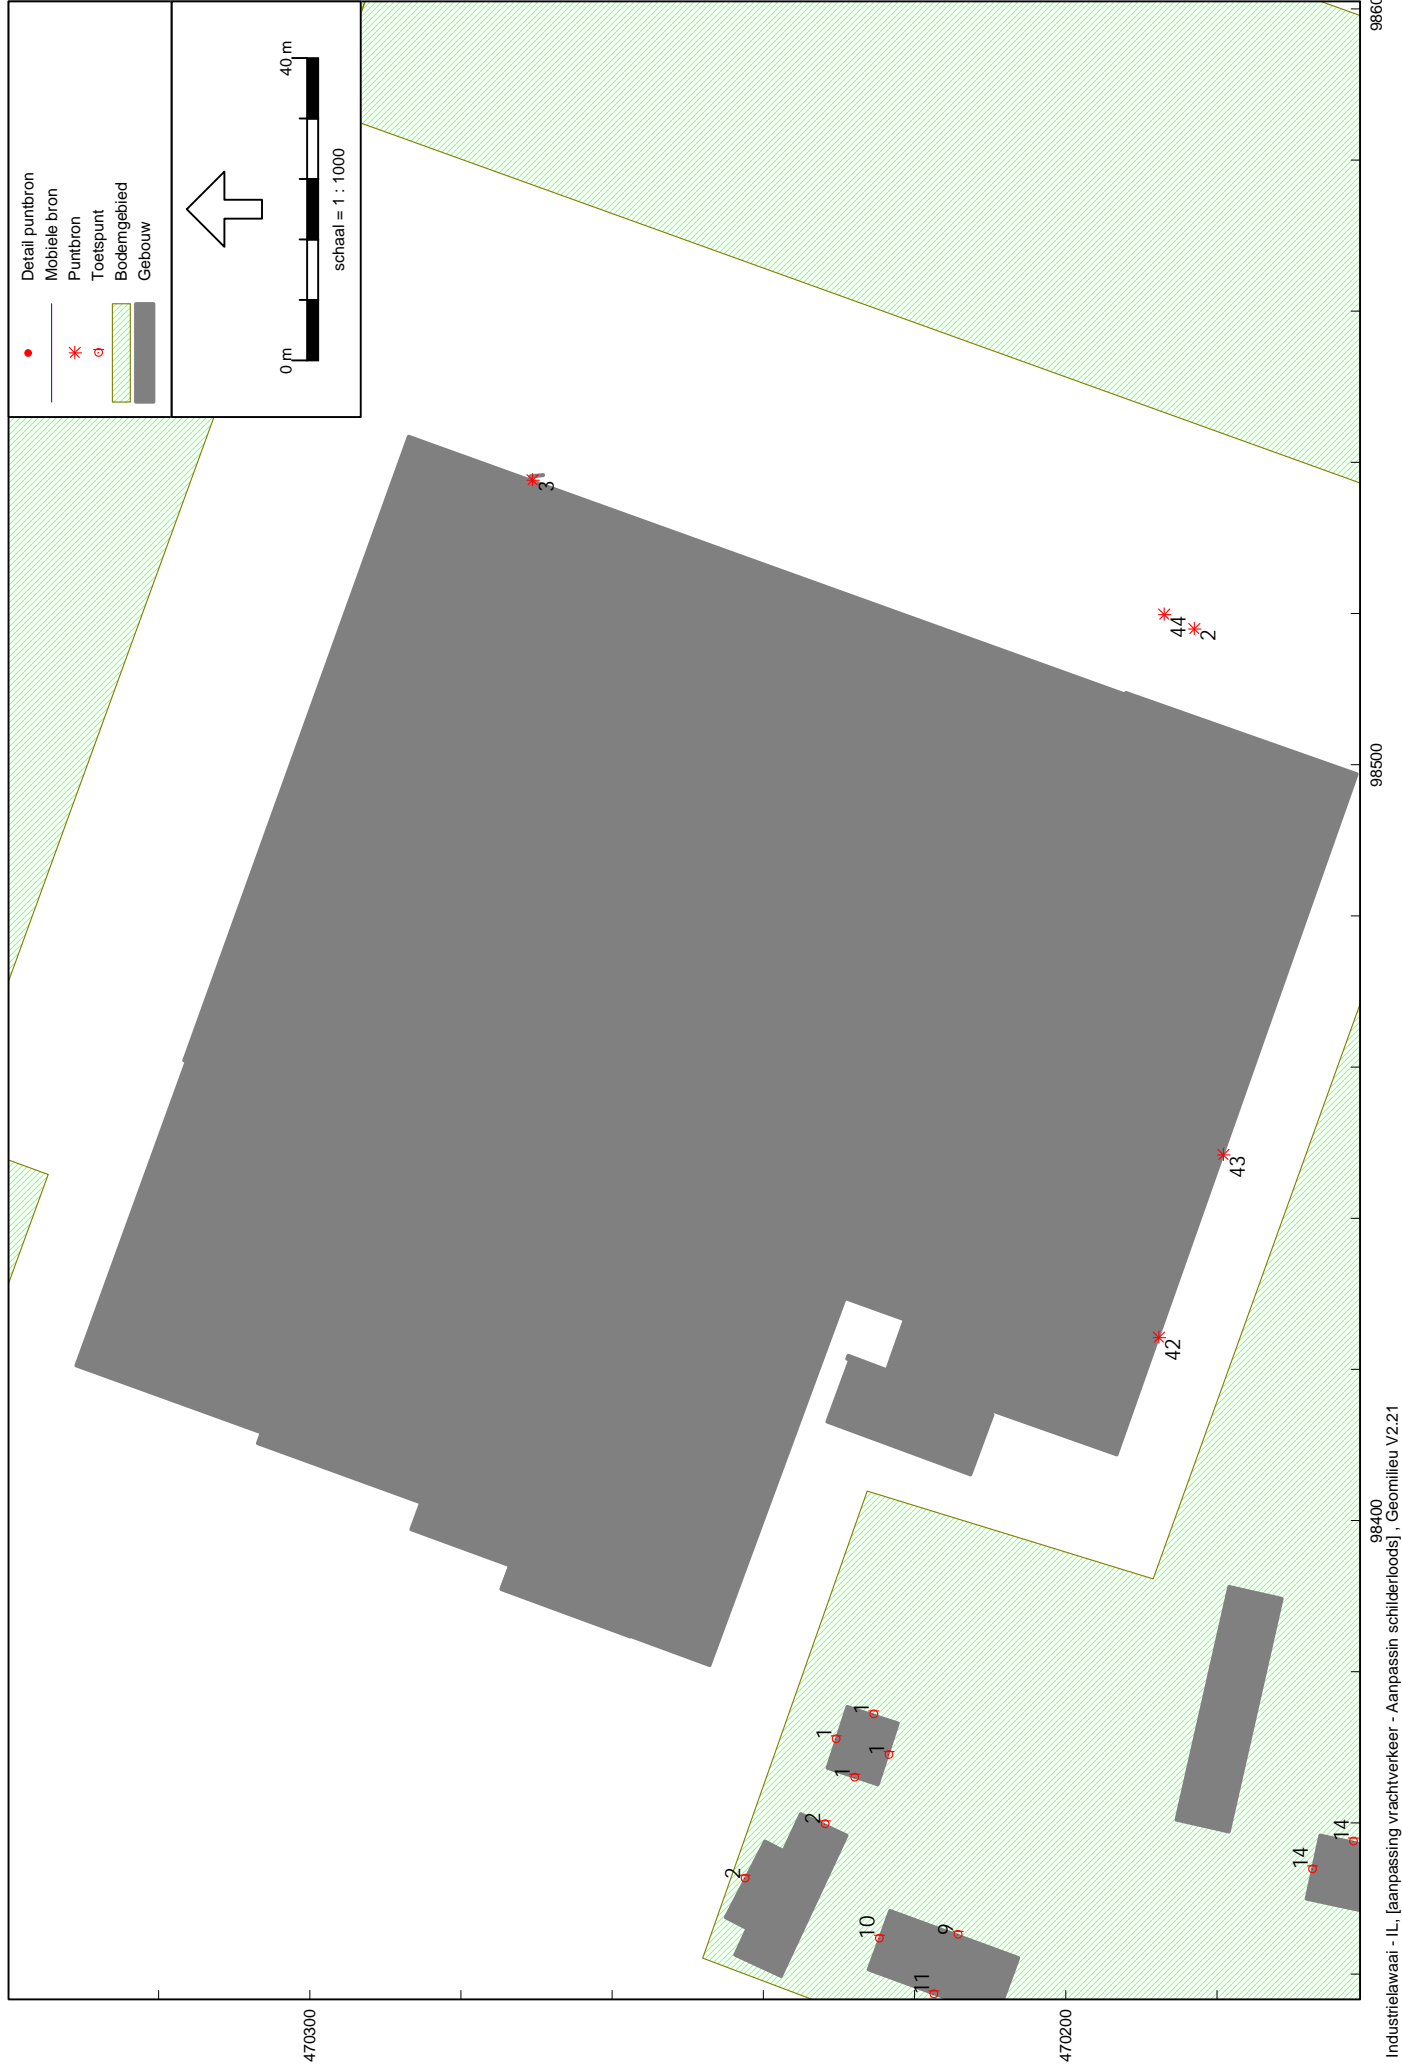 Detail puntbron
Mobiele bron
Puntbron
Toetspunt
Bodemgebied
Gebouw
0 m
40 m
schaal = 1 : 1000
3
44
2
43
42
1
1
1
1
2
2
10
9
11
14
14
470300
470200
98400
98500
Industrielawaai - IL, [aanpassing vrachtverkeer - Aanpassin schilderloods] , Geomilieu V2.21